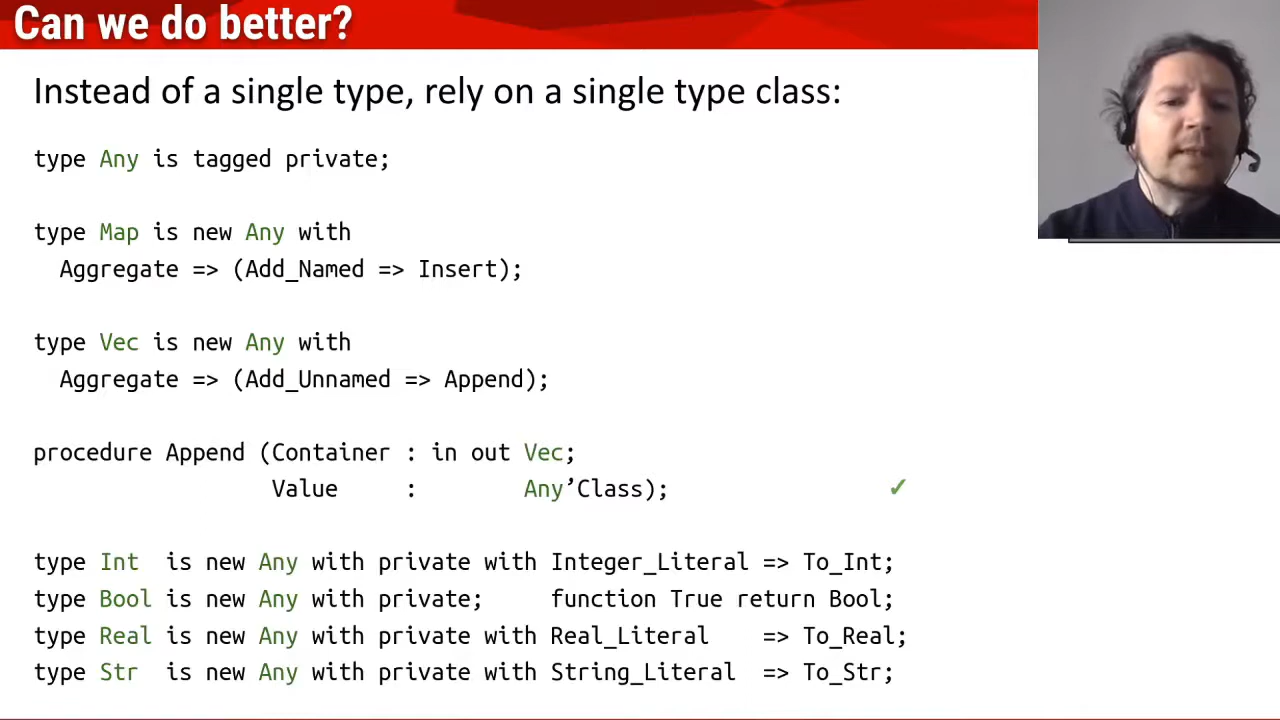 Can we do better?
Instead of a single type, rely on a single type class:
type Any is tagged private;
type Map is new Any with
Aggregate => (Add_Named => Insert);
type Vec is new Any with
Aggregate => (Add_Unnamed => Append);
procedure Append (Container : in out Vec;
Value : Any’Class); ✓
type Int is new Any with private with Integer_Literal => To_Int;
type Bool is new Any with private; function True return Bool;
type Real is new Any with private with Real_Literal => To_Real;
type Str is new Any with private with String_Literal => To_Str;